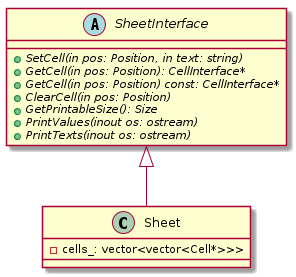 A SheetInterface
SetCell(in pos: Position, in text: string)
GetCell(in pos: Position): CellInterface*
GetCell(in pos: Position) const: CellInterface*
ClearCell(in pos: Position)
GetPrintableSize(): Size
PrintValues(inout os: ostream)
PrintTexts(inout os: ostream)
C Sheet
cells_: vector<vector<Cell*>>>